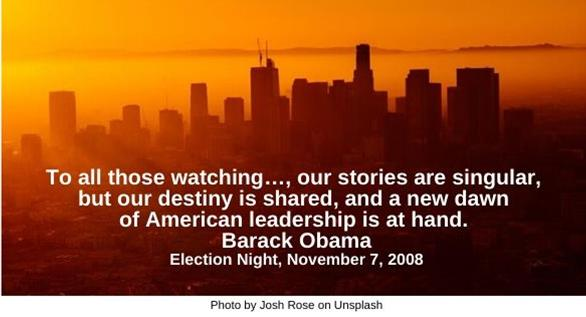 To all those watching…, our stories are singular,
but our destiny is shared, and a new dawn
of American leadership is at hand.
Barack Obama
Election Night, November 7, 2008
Photo by Josh Rose on Unsplash